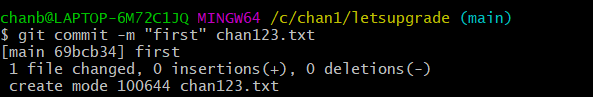 chanb@LAPTOP-6M72C1JQ MINGW64 /c/chan1/letsupgrade (main)
$ git commit -m "first" chan123.txt
[main 69bcb34] first
 1 file changed, 0 insertions(+), 0 deletions(-)
 create mode 100644 chan123.txt